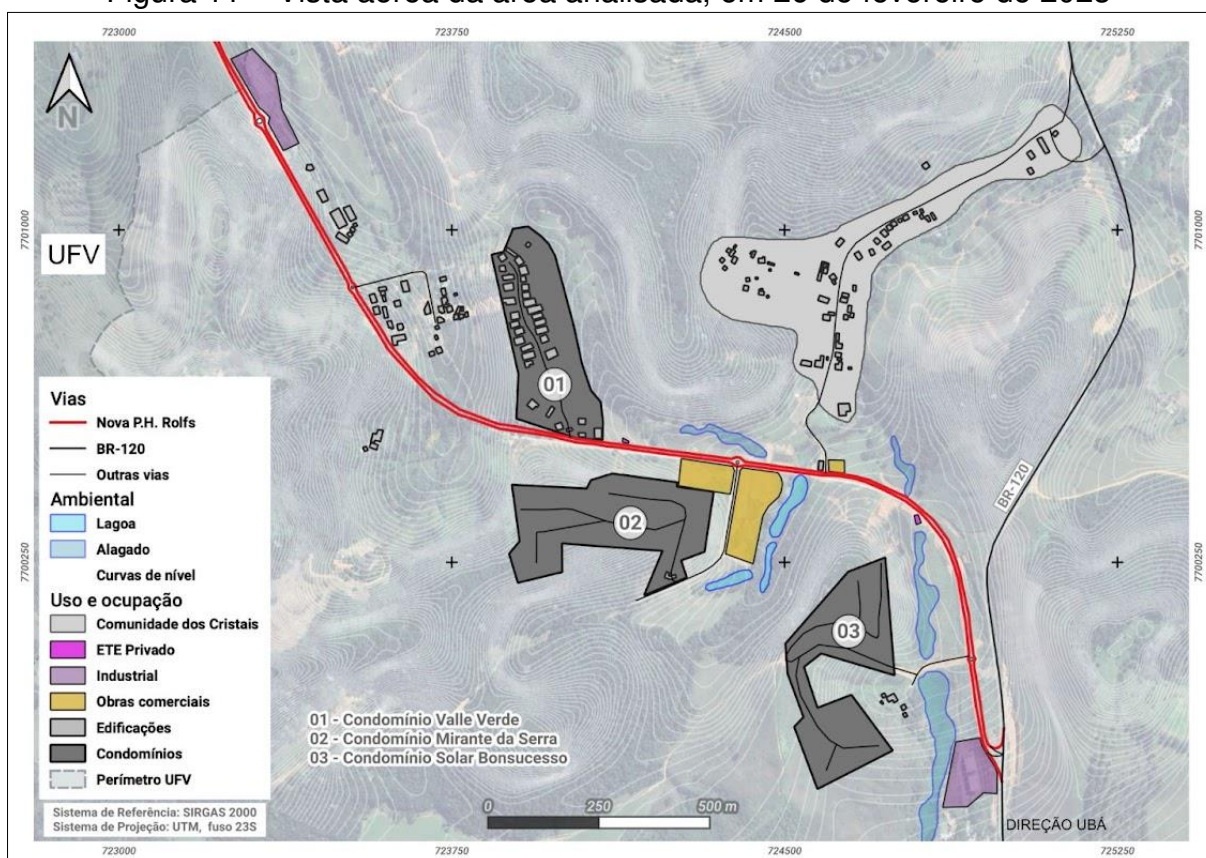 Figura 44 – Vista aérea da área analisada, em 26 de fevereiro de 2023
723000 723750 724500 725250
N
7701000
7701000
UFV
01
Vias
Nova P.H. Rolfs
BR-120
Outras vias
Ambiental
Lagoa
Alagado
Curvas de nível
Uso e ocupação
Comunidade dos Cristais
ETE Privado
Industrial
Obras comerciais
Edificações
Condomínios
Perímetro UFV
Sistema de Referência: SIRGAS 2000
Sistema de Projeção: UTM, fuso 23S
BR-120
02
7700250
7700250
03
01 - Condomínio Valle Verde
02 - Condomínio Mirante da Serra
03 - Condomínio Solar Bonsucesso
0 250 500 m
DIREÇÃO UBÁ
723000 723750 724500 725250